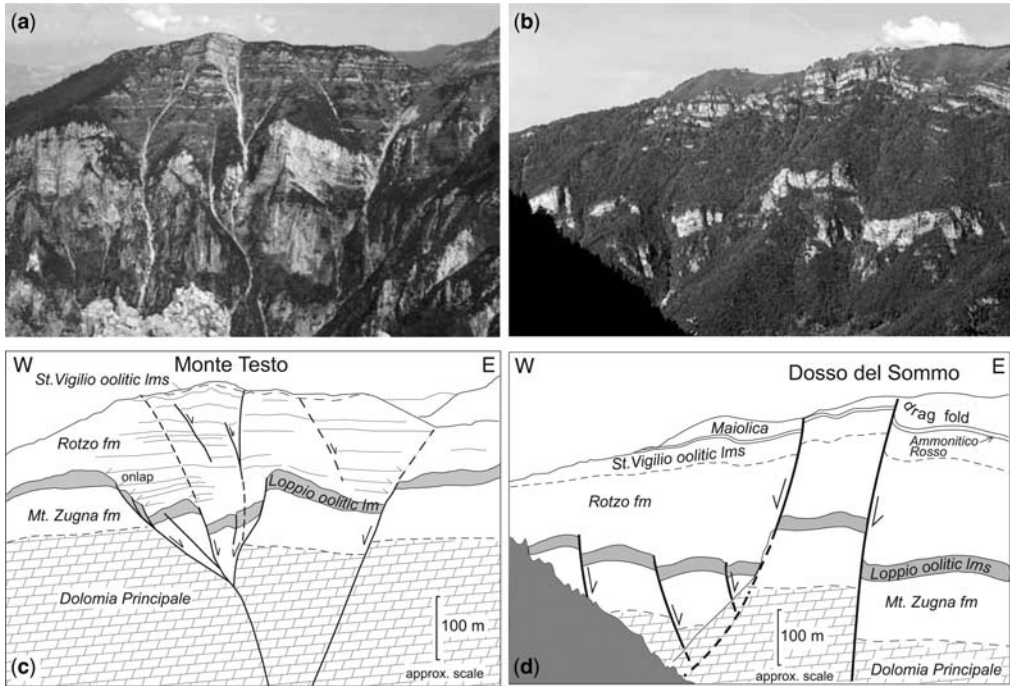 (a)
(b)
W Monte Testo E
St.Vigilio oolitic lms
Rotzo fm
onlap
Loppio oolitic lm
Mt. Zugna fm
Dolomia Principale
100 m
(c)
approx. scale
W E
Dosso del Sommo
drag fold
Maiolica
Ammonitico
Rosso
St.Vigilio oolitic lms
Rotzo fm
Loppio oolitic lms
Mt. Zugna fm
100 m
(d)
approx. scale
Dolomia Principale